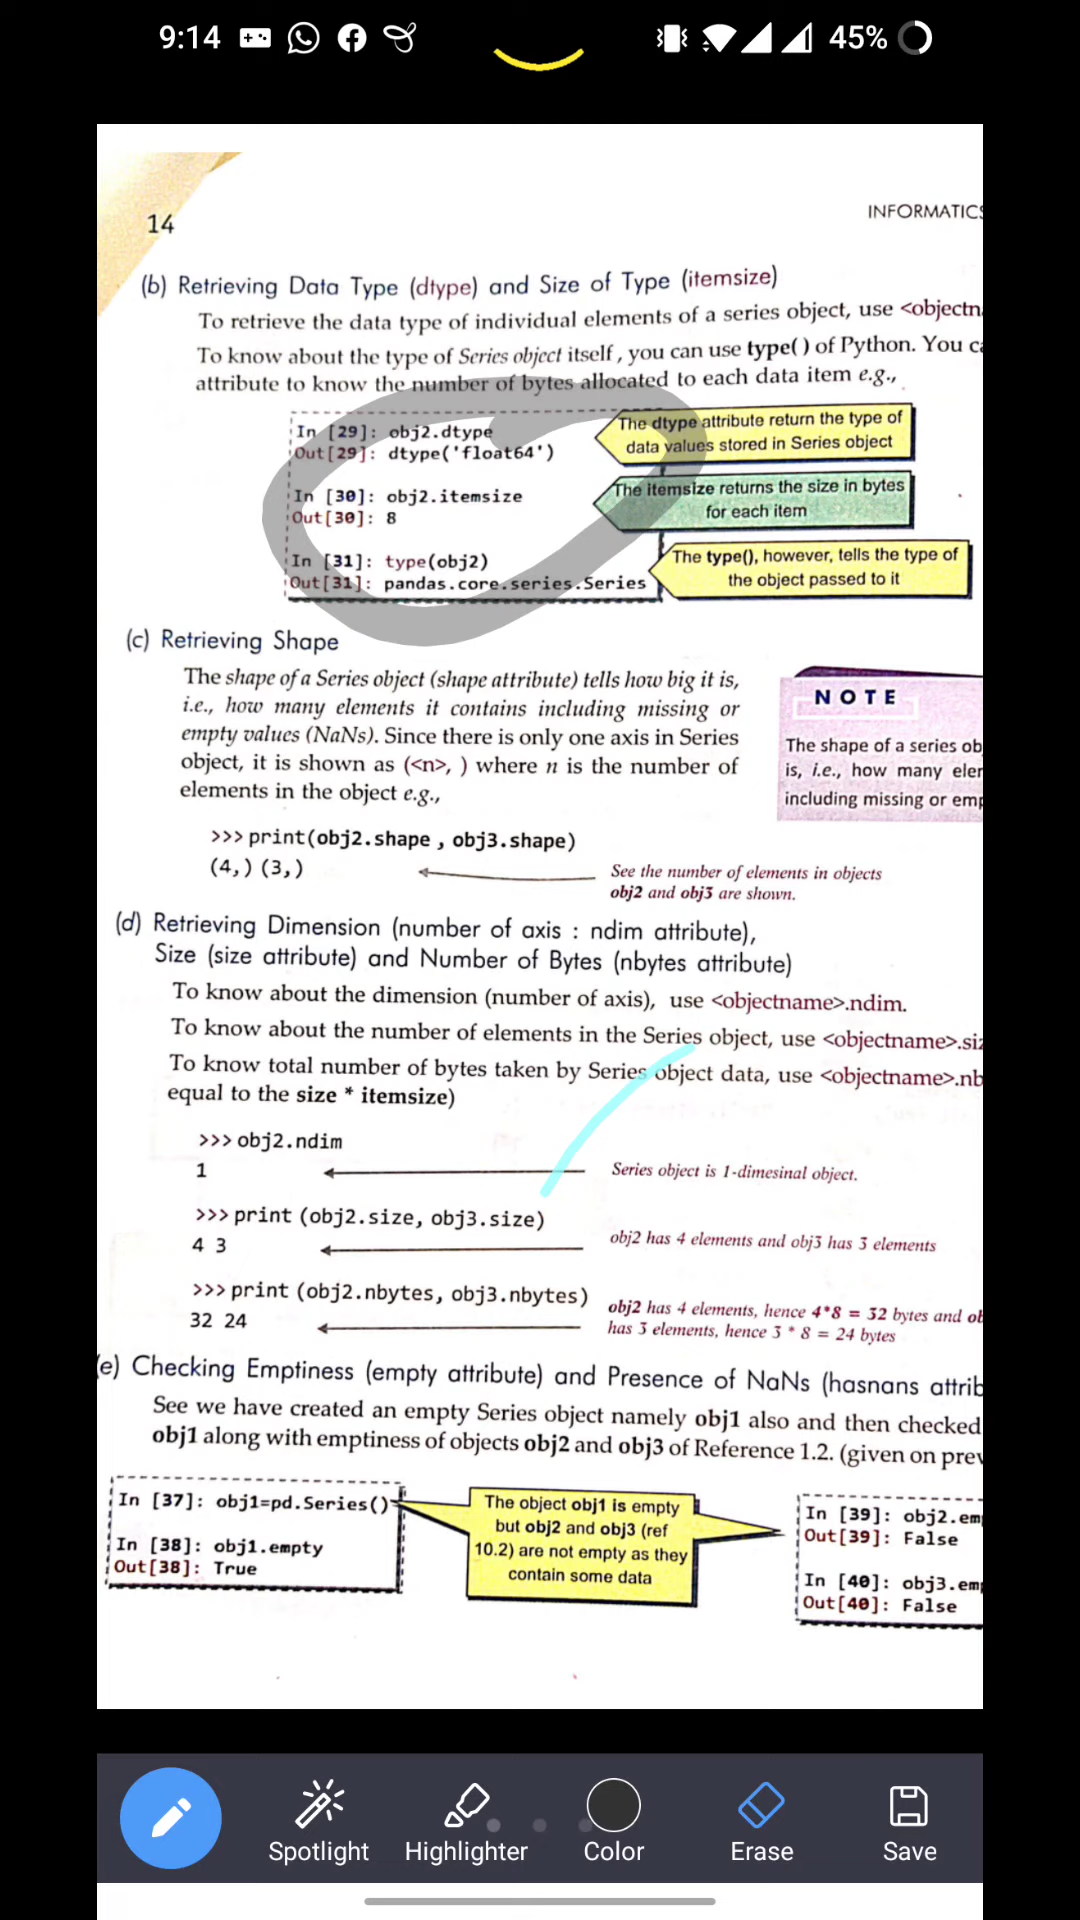 9:14
45%
14
INFORMATICS
(b) Retrieving Data Type (dtype) and Size of Type (itemsize)
To retrieve the data type of individual elements of a series object, use <objectn
To know about the type of Series object itself, you can use type( ) of Python. You ca
attribute to know the number of bytes allocated to each data item e.g.,
In [29]: obj2.dtype
Out[29]: dtype('float64')
The dtype attribute return the type of
data values stored in Series object
In [30]: obj2.itemsize
Out[30]: 8
The itemsize returns the size in bytes
for each item
In [31]: type(obj2)
Out[31]: pandas.core.series.Series
The type(), however, tells the type of
the object passed to it
(c) Retrieving Shape
The shape of a Series object (shape attribute) tells how big it is,
i.e., how many elements it contains including missing or
empty values (NaNs). Since there is only one axis in Series
object, it is shown as (<n>, ) where n is the number of
elements in the object e.g.,
NOTE
The shape of a series ob
is, i.e., how many eler
including missing or emp
>>> print(obj2.shape , obj3.shape)
(4,) (3,)
See the number of elements in objects
obj2 and obj3 are shown.
(d) Retrieving Dimension (number of axis : ndim attribute),
Size (size attribute) and Number of Bytes (nbytes attribute)
To know about the dimension (number of axis), use <objectname>.ndim.
To know about the number of elements in the Series object, use <objectname>.siz
To know total number of bytes taken by Series object data, use <objectname>.nb
equal to the size * itemsize)
>>> obj2.ndim
1
Series object is 1-dimesinal object.
>>> print (obj2.size, obj3.size)
4 3
obj2 has 4 elements and obj3 has 3 elements
>>> print (obj2.nbytes, obj3.nbytes)
32 24
obj2 has 4 elements, hence 4*8 = 32 bytes and ob
has 3 elements, hence 3 * 8 = 24 bytes
(e) Checking Emptiness (empty attribute) and Presence of NaNs (hasnans attrib
See we have created an empty Series object namely obj1 also and then checked
obj1 along with emptiness of objects obj2 and obj3 of Reference 1.2. (given on prev
In [37]: obj1=pd.Series()
In [38]: obj1.empty
Out[38]: True
The object obj1 is empty
but obj2 and obj3 (ref
10.2) are not empty as they
contain some data
In [39]: obj2.em
Out[39]: False
In [40]: obj3.em
Out[40]: False
Spotlight
Highlighter
Color
Erase
Save